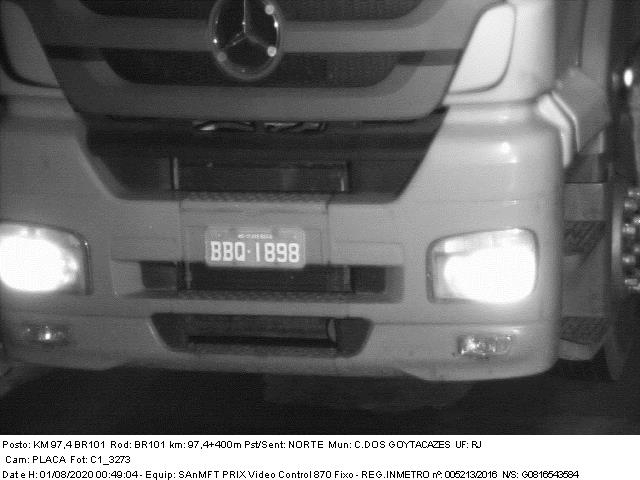 BBQ·1898
Posto: KM 97,4 BR101 Rod: BR101 km: 97,4+400m Pst/Sent: NORTE Mun: C.DOS GOYTACAZES UF: RJ
Cam: PLACA Fot: C1_3273
Data H: 01/08/2020 00:49:04 - Equip: SAnMFT PRIX Video Control 870 Fixo - REG.INMETRO nº: 005213/2016 N/S: G0816543584